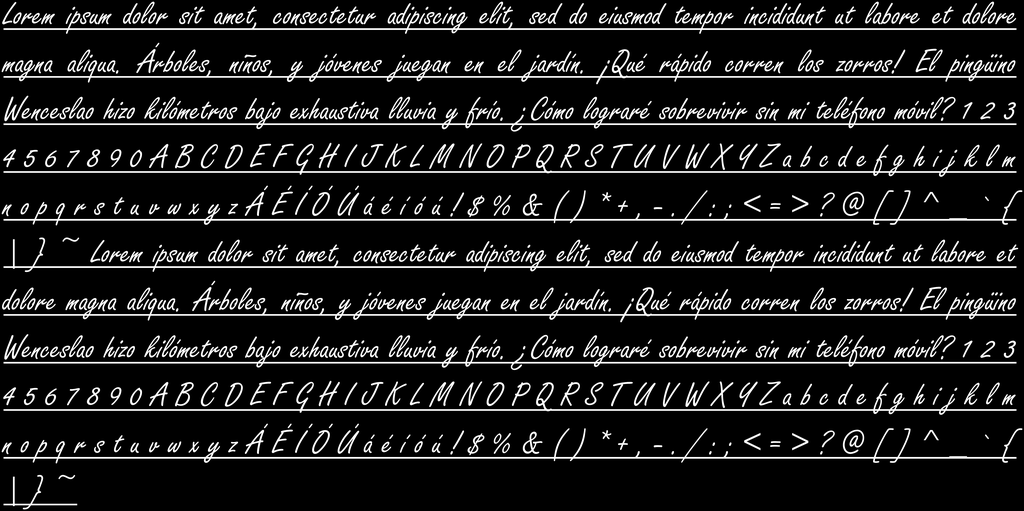 Lorem ipsum dolor sit amet, consectetur adipiscing elit, sed do eiusmod tempor incididunt ut labore et dolore
magna aliqua. Árboles, niños, y jóvenes juegan en el jardín. ¡Qué rápido corren los zorros! El pingüino
Wenceslao hizo kilómetros bajo exhaustiva lluvia y frío. ¿Cómo lograré sobrevivir sin mi teléfono móvil? 1 2 3
4 5 6 7 8 9 0 A B C D E F G H I J K L M N O P Q R S T U V W X Y Z a b c d e f g h i j k l m
n o p q r s t u v w x y z Á É Í Ó Ú á é í ó ú ! $ % & ( ) * + , - . / : ; < = > ? @ [ ] ^ _ ` {
| } ~ Lorem ipsum dolor sit amet, consectetur adipiscing elit, sed do eiusmod tempor incididunt ut labore et
dolore magna aliqua. Árboles, niños, y jóvenes juegan en el jardín. ¡Qué rápido corren los zorros! El pingüino
Wenceslao hizo kilómetros bajo exhaustiva lluvia y frío. ¿Cómo lograré sobrevivir sin mi teléfono móvil? 1 2 3
4 5 6 7 8 9 0 A B C D E F G H I J K L M N O P Q R S T U V W X Y Z a b c d e f g h i j k l m
n o p q r s t u v w x y z Á É Í Ó Ú á é í ó ú ! $ % & ( ) * + , - . / : ; < = > ? @ [ ] ^ _ ` {
| } ~